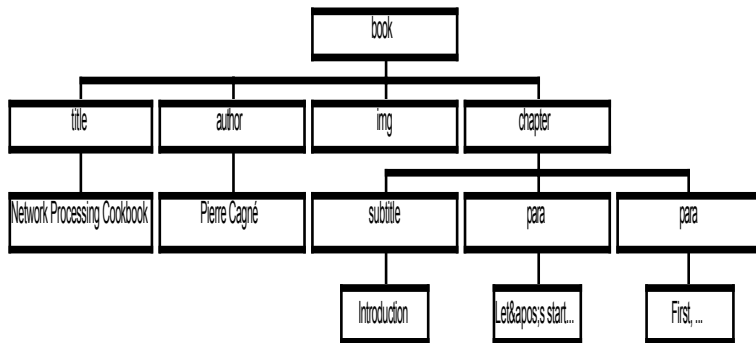 book
title
author
img
chapter
Network Processing Cookbook
Pierre Cagné
subtitle
para
para
Introduction
Let&apos;s start...
First, ...